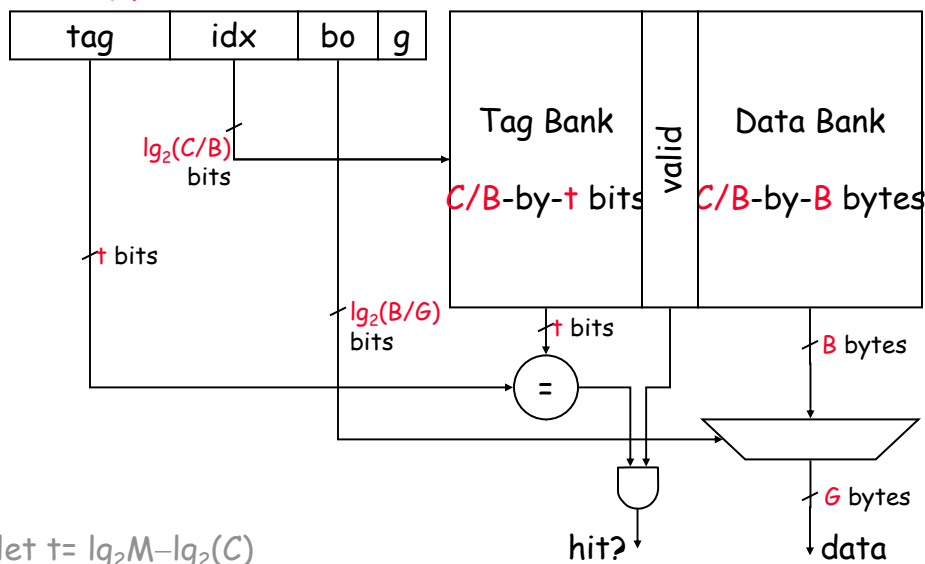 tag idx bo g
Tag Bank
valid
Data Bank
lg₂(C/B)
bits
C/B-by-t bits
C/B-by-B bytes
t bits
lg₂(B/G)
bits
t bits
B bytes
=
G bytes
let t= lg₂M–lg₂(C)
hit?
data